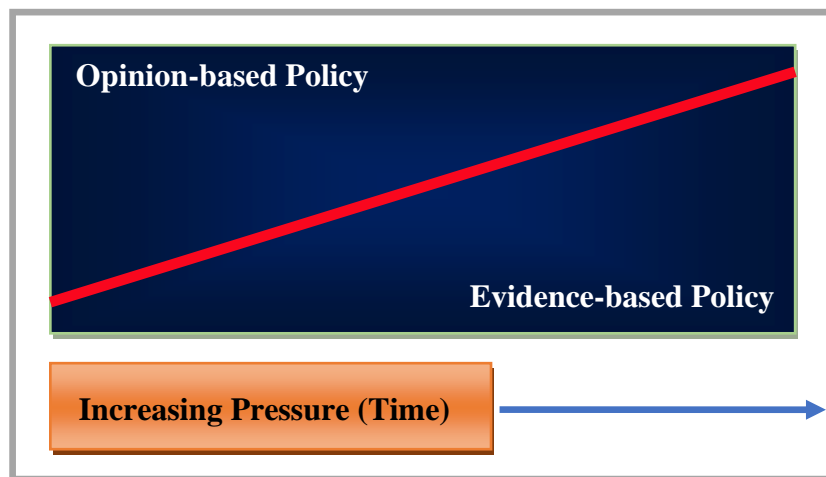 Opinion-based Policy
Evidence-based Policy
Increasing Pressure (Time)